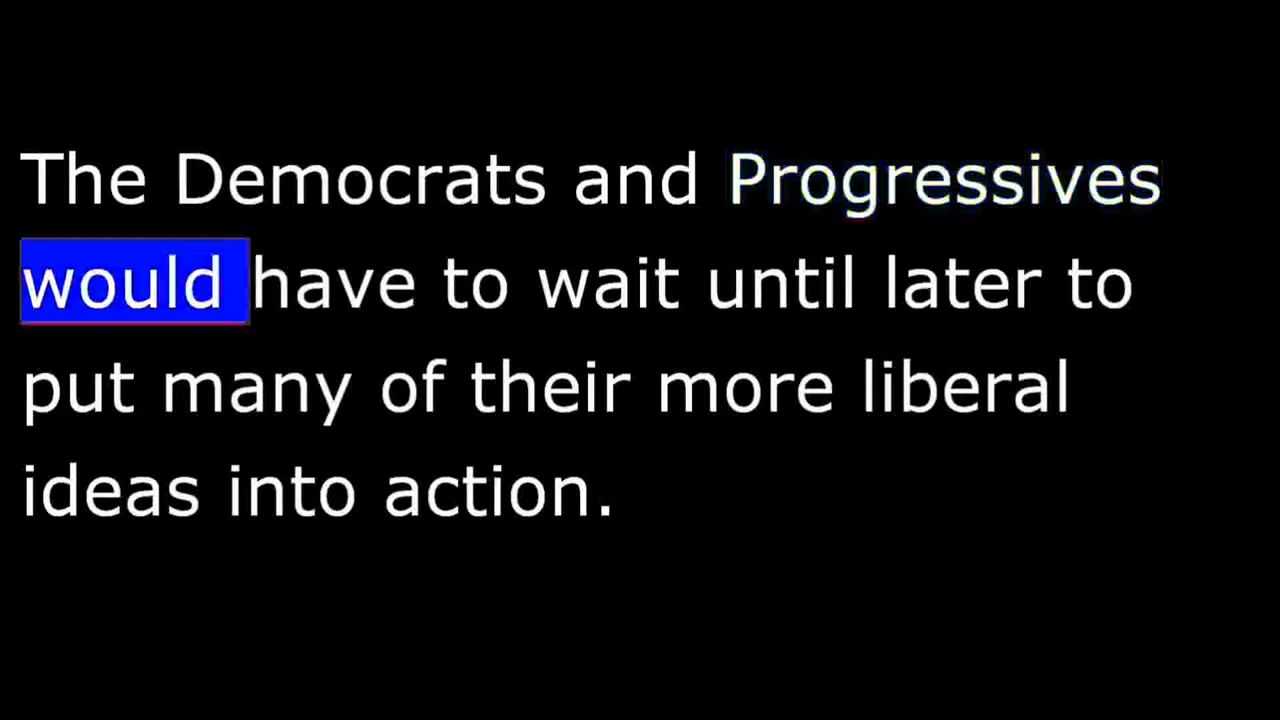 The Democrats and Progressives
would have to wait until later to
put many of their more liberal
ideas into action.